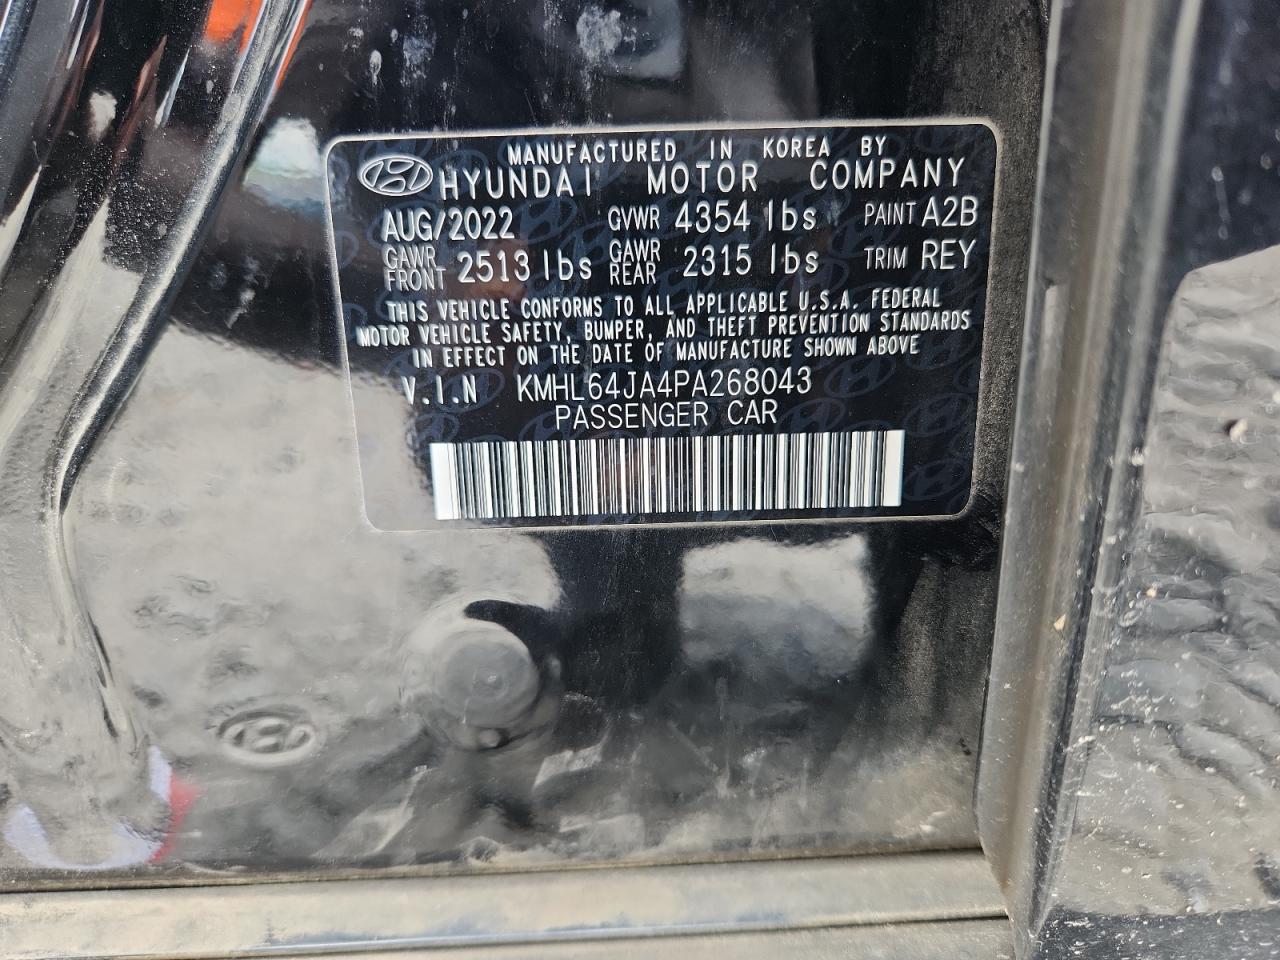 MANUFACTURED IN KOREA BY
HYUNDAI MOTOR COMPANY
AUG/2022 GVWR 4354 lbs PAINT A2B
GAWR FRONT 2513 lbs GAWR REAR 2315 lbs TRIM REY
THIS VEHICLE CONFORMS TO ALL APPLICABLE U.S.A. FEDERAL
MOTOR VEHICLE SAFETY, BUMPER, AND THEFT PREVENTION STANDARDS
IN EFFECT ON THE DATE OF MANUFACTURE SHOWN ABOVE
V.I.N KMHL64JA4PA268043
PASSENGER CAR